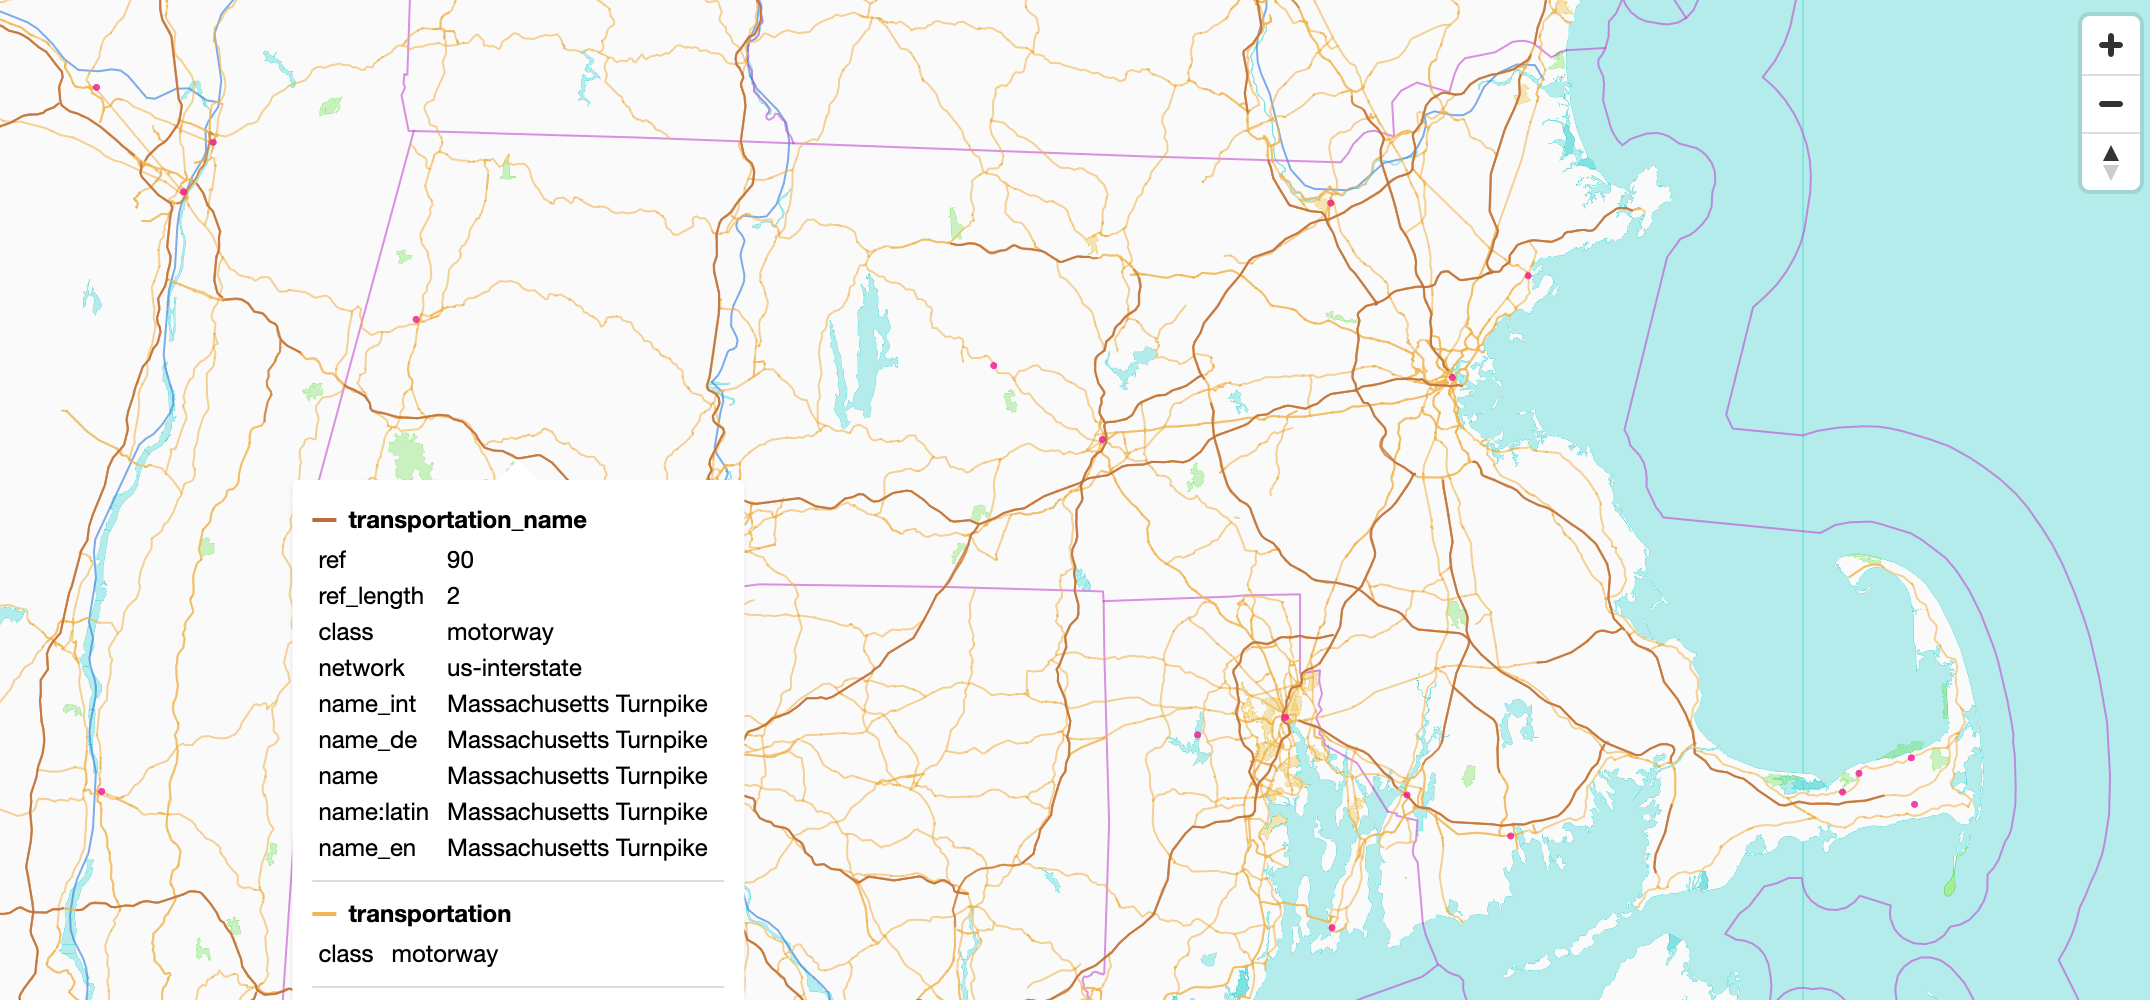 transportation_name
ref 90
ref_length 2
class motorway
network us-interstate
name_int Massachusetts Turnpike
name_de Massachusetts Turnpike
name Massachusetts Turnpike
name:latin Massachusetts Turnpike
name_en Massachusetts Turnpike
transportation
class motorway